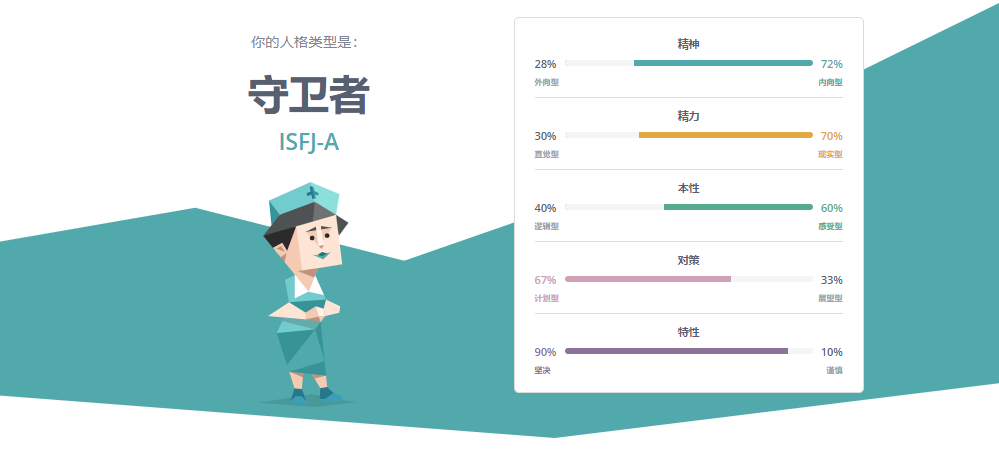 你的人格类型是：
守卫者
ISFJ-A
精神
28% 72%
外向型 内向型
精力
30% 70%
直觉型 现实型
本性
40% 60%
逻辑型 感受型
对策
67% 33%
计划型 展望型
特性
90% 10%
坚决 谨慎